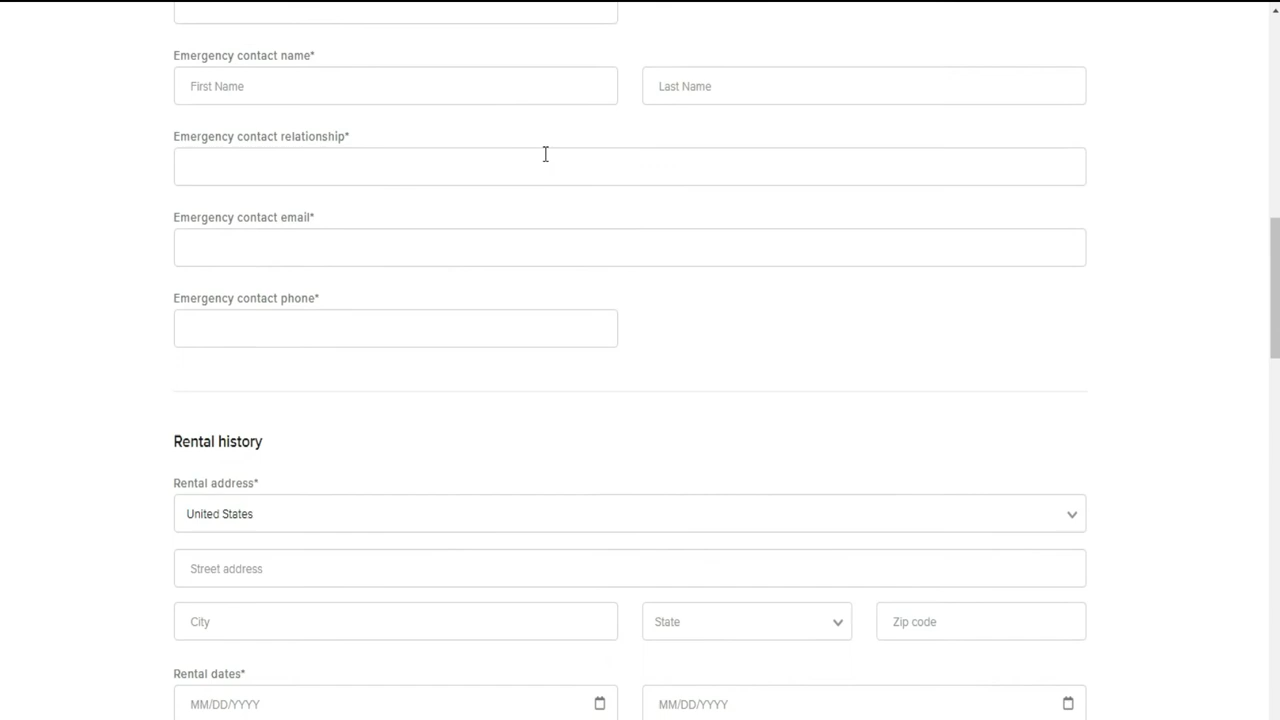 Emergency contact name*
First Name Last Name
Emergency contact relationship*
Emergency contact email*
Emergency contact phone*
Rental history
Rental address*
United States
Street address
City State Zip code
Rental dates*
MM/DD/YYYY MM/DD/YYYY